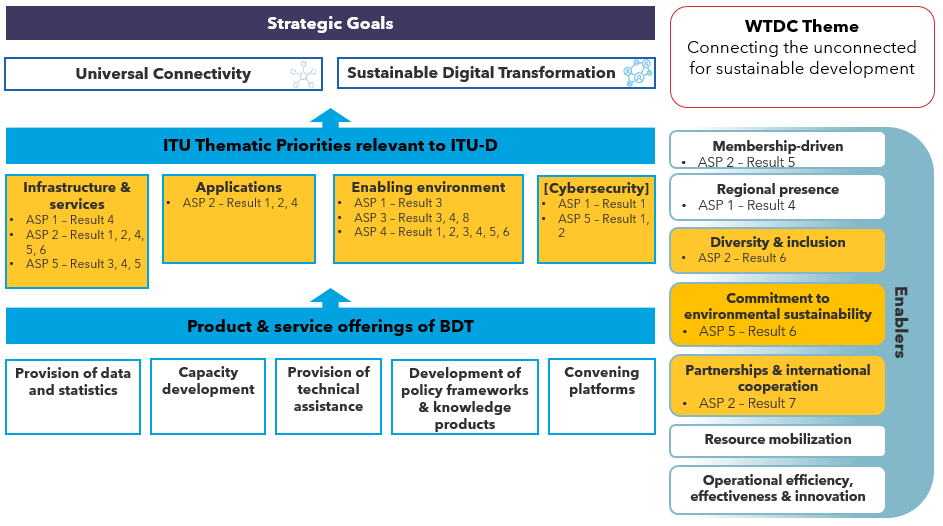 Strategic Goals
Universal Connectivity
Sustainable Digital Transformation
ITU Thematic Priorities relevant to ITU-D
Infrastructure &
services
• ASP 1 – Result 4
• ASP 2 – Result 1, 2, 4,
5, 6
• ASP 5 – Result 3, 4, 5
Applications
• ASP 2 – Result 1, 2, 4
Enabling environment
• ASP 1 – Result 3
• ASP 3 – Result 3, 4, 8
• ASP 4 – Result 1, 2, 3, 4, 5, 6
[Cybersecurity]
• ASP 1 – Result 1
• ASP 5 – Result 1,
2
Product & service offerings of BDT
Provision of data
and statistics
Capacity
development
Provision of
technical
assistance
Development of
policy frameworks
& knowledge
products
Convening
platforms
WTDC Theme
Connecting the unconnected
for sustainable development
Membership-driven
• ASP 2 – Result 5
Regional presence
• ASP 1 – Result 4
Diversity & inclusion
• ASP 2 – Result 6
Commitment to
environmental sustainability
• ASP 5 – Result 6
Partnerships & international
cooperation
• ASP 2 – Result 7
Resource mobilization
Operational efficiency,
effectiveness & innovation
Enablers